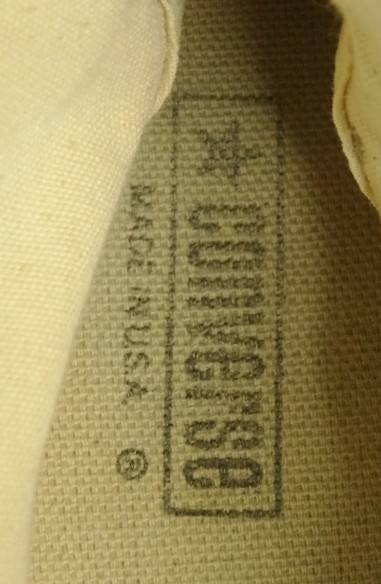 ☆ CONVERSE
MADE IN U.S.A. ®